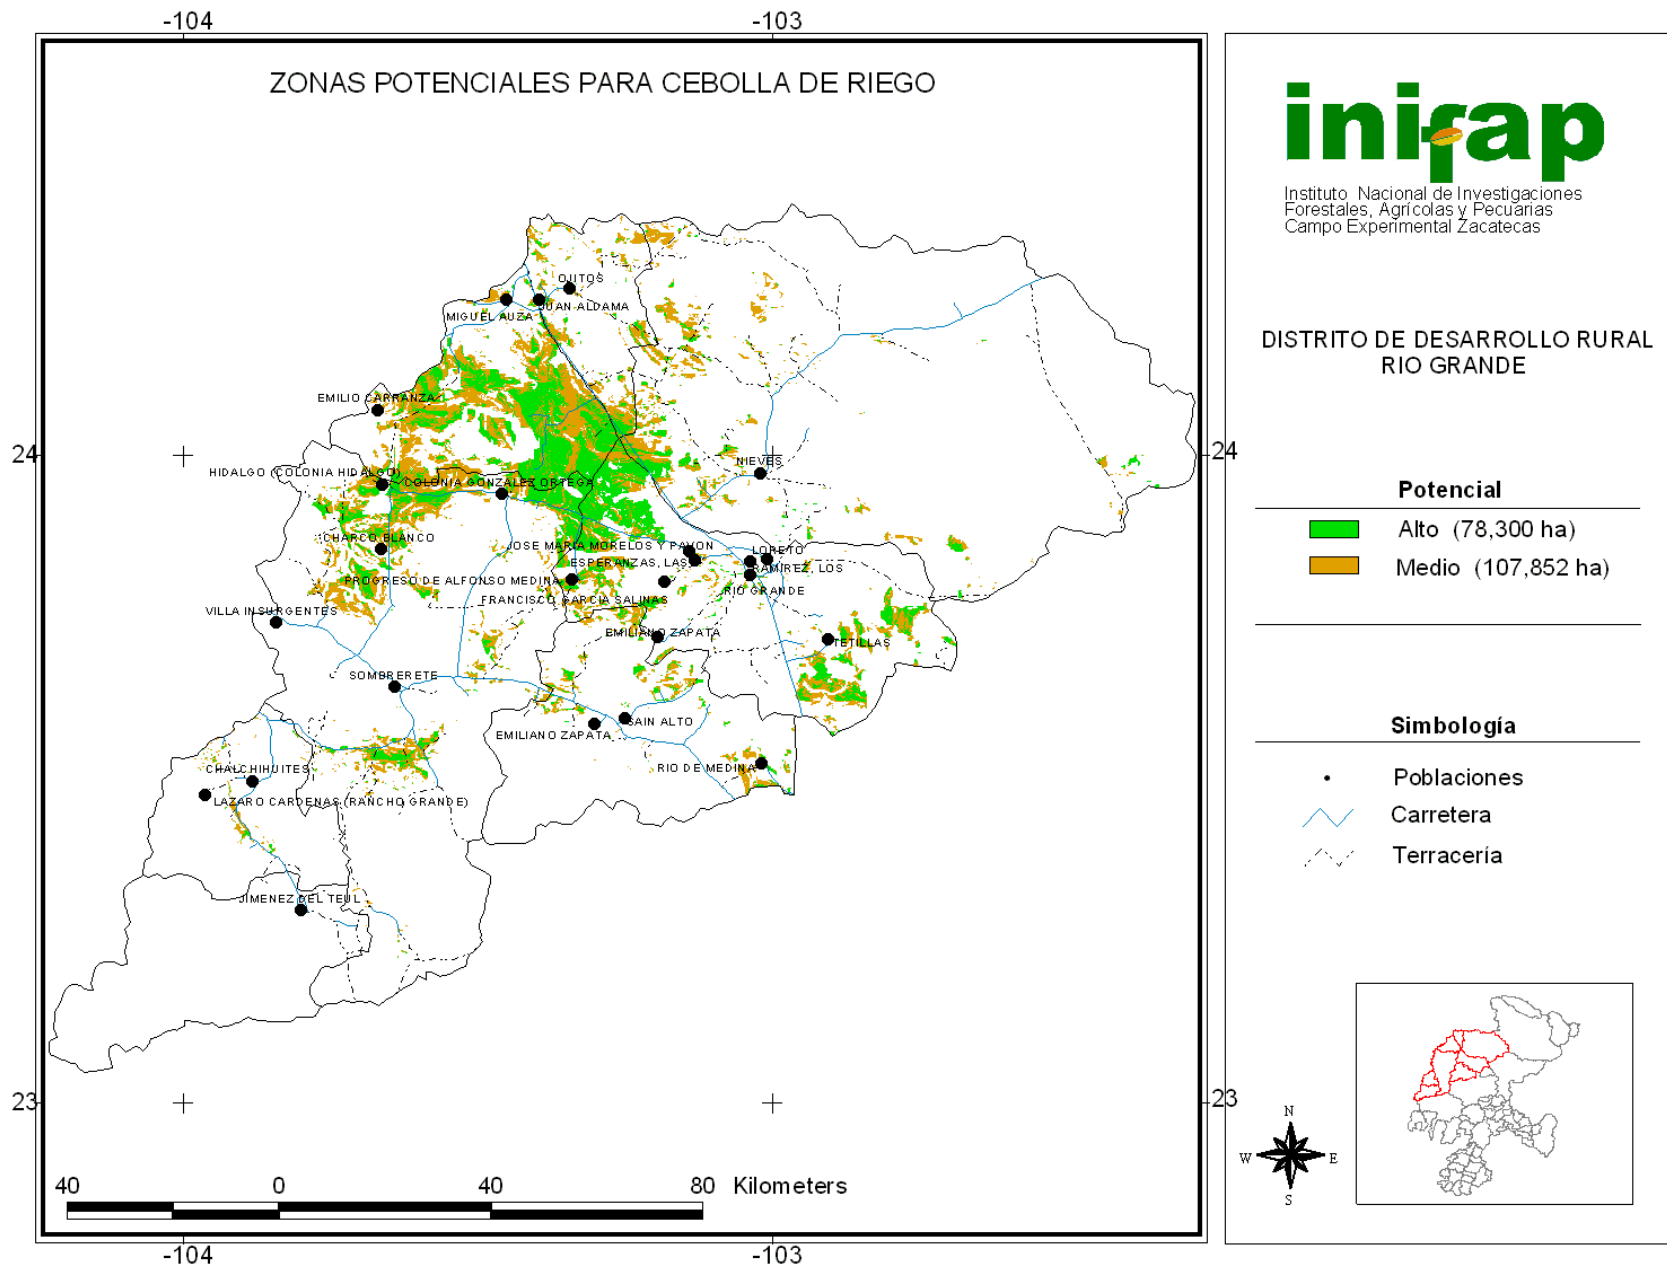 -104
-103
ZONAS POTENCIALES PARA CEBOLLA DE RIEGO
OJITOS
JUAN ALDAMA
MIGUEL AUZA
EMILIO CARRANZA
24
24
NIEVES
HIDALGO (COLONIA HIDALGO)
COLONIA GONZALEZ ORTEGA
CHARCO BLANCO
JOSE MARIA MORELOS Y PAVON
LORETO
ESPERANZAS, LAS
RAMIREZ, LOS
PROGRESO DE ALFONSO MEDINA
RIO GRANDE
FRANCISCO GARCIA SALINAS
VILLA INSURGENTES
EMILIANO ZAPATA
TETILLAS
SOMBRERETE
SAIN ALTO
EMILIANO ZAPATA
RIO DE MEDINA
CHALCHIHUITES
LAZARO CARDENAS (RANCHO GRANDE)
JIMENEZ DEL TEUL
23
23
40 0 40 80 Kilometers
-104
-103
inifap
Instituto Nacional de Investigaciones
Forestales, Agrícolas y Pecuarias
Campo Experimental Zacatecas
DISTRITO DE DESARROLLO RURAL
RIO GRANDE
Potencial
Alto (78,300 ha)
Medio (107,852 ha)
Simbología
Poblaciones
Carretera
Terracería
N
W E
S